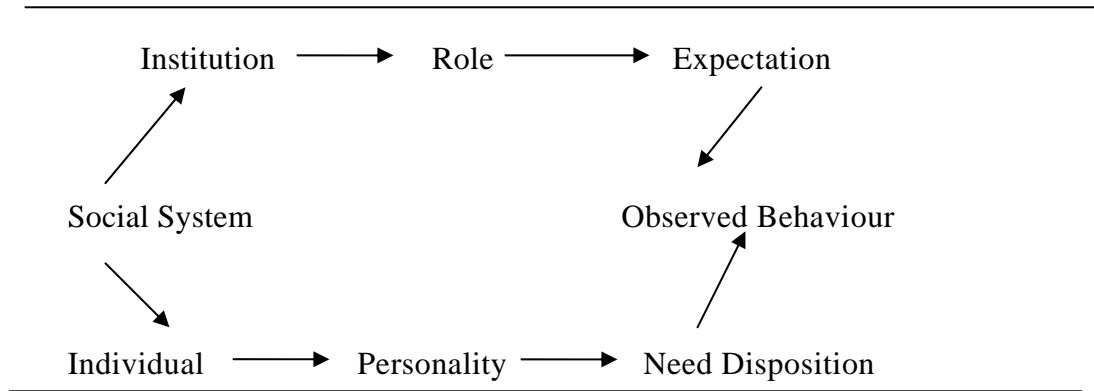 Institution Role Expectation
Social System Observed Behaviour
Individual Personality Need Disposition